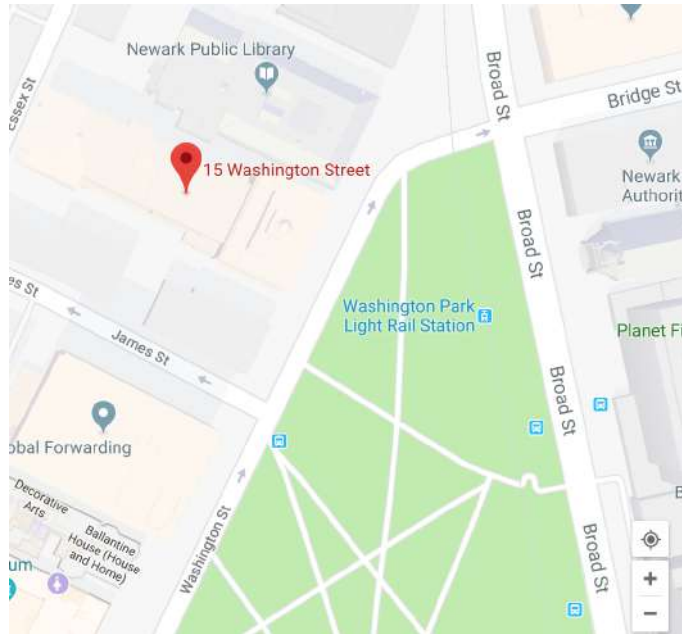 Newark Public Library
Broad St
Bridge St
Essex St
15 Washington Street
Newark
Authorit
Broad St
Washington Park
Light Rail Station
es St
James St
Planet Fi
Broad St
obal Forwarding
Decorative
Arts
Ballantine
House (House
and Home)
Washington St
um
B
Broad St
+
−